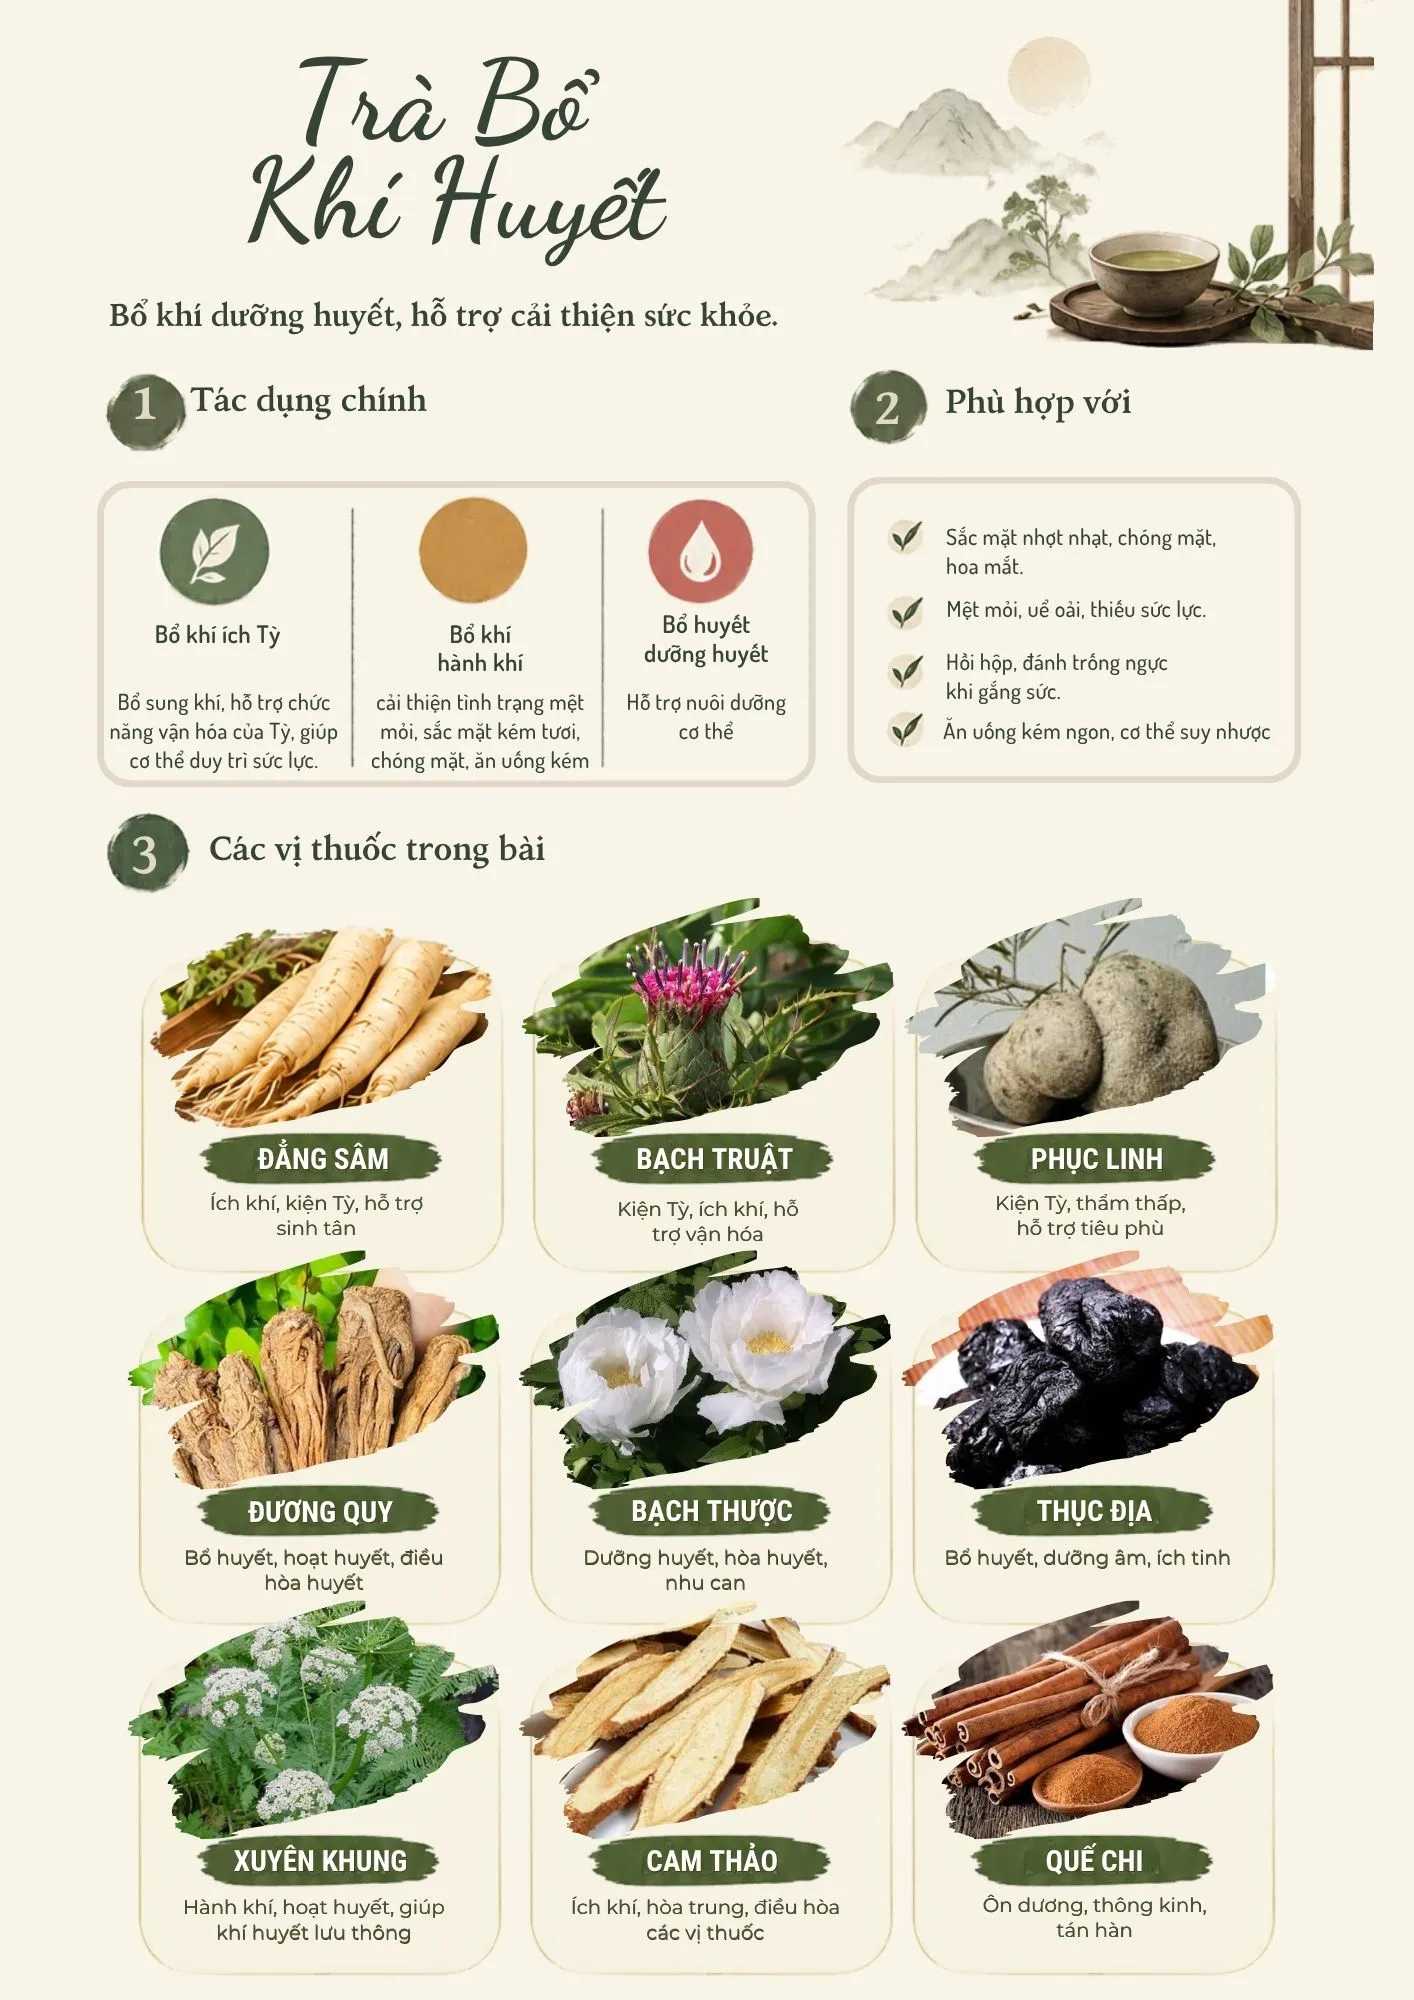 Trà Bổ
Khí Huyết
Bổ khí dưỡng huyết, hỗ trợ cải thiện sức khỏe.
1 Tác dụng chính
Bổ khí ích Tỳ
Bổ sung khí, hỗ trợ chức
năng vận hóa của Tỳ, giúp
cơ thể duy trì sức lực.
Bổ khí
hành khí
cải thiện tình trạng mệt
mỏi, sắc mặt kém tươi,
chóng mặt, ăn uống kém
Bổ huyết
dưỡng huyết
Hỗ trợ nuôi dưỡng
cơ thể
2 Phù hợp với
Sắc mặt nhợt nhạt, chóng mặt,
hoa mắt.
Mệt mỏi, uể oải, thiếu sức lực.
Hồi hộp, đánh trống ngực
khi gắng sức.
Ăn uống kém ngon, cơ thể suy nhược
3 Các vị thuốc trong bài
ĐẲNG SÂM
Ích khí, kiện Tỳ, hỗ trợ
sinh tân
BẠCH TRUẬT
Kiện Tỳ, ích khí, hỗ
trợ vận hóa
PHỤC LINH
Kiện Tỳ, thẩm thấp,
hỗ trợ tiêu phù
ĐƯƠNG QUY
Bổ huyết, hoạt huyết, điều
hòa huyết
BẠCH THƯỢC
Dưỡng huyết, hòa huyết,
nhu can
THỤC ĐỊA
Bổ huyết, dưỡng âm, ích tinh
XUYÊN KHUNG
Hành khí, hoạt huyết, giúp
khí huyết lưu thông
CAM THẢO
Ích khí, hòa trung, điều hòa
các vị thuốc
QUẾ CHI
Ôn dương, thông kinh,
tán hàn